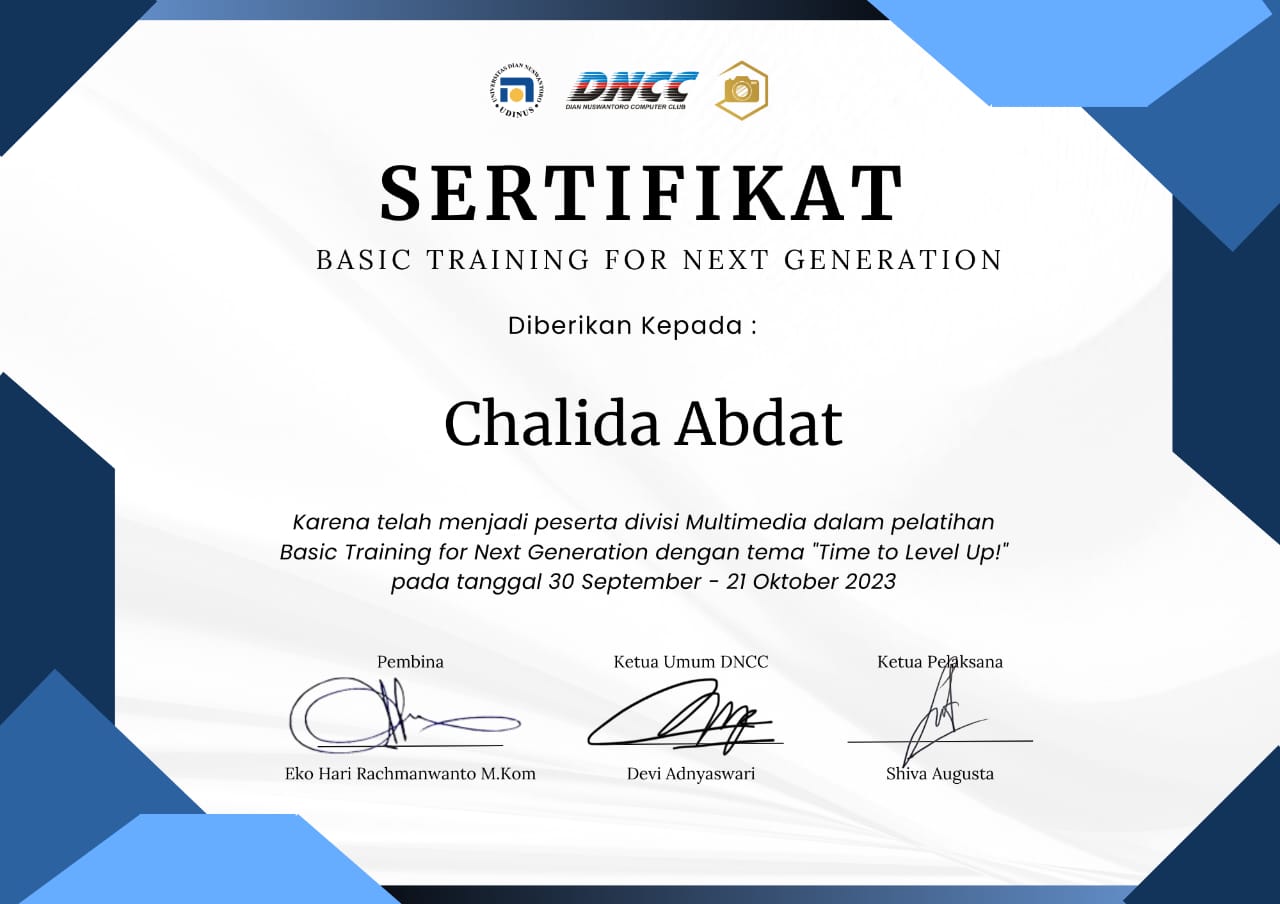 UNIVERSITAS DIAN NUSWANTORO
UDINUS
DNCC
DIAN NUSWANTORO COMPUTER CLUB
SERTIFIKAT
BASIC TRAINING FOR NEXT GENERATION
Diberikan Kepada :
Chalida Abdat
Karena telah menjadi peserta divisi Multimedia dalam pelatihan
Basic Training for Next Generation dengan tema "Time to Level Up!"
pada tanggal 30 September - 21 Oktober 2023
Pembina Ketua Umum DNCC Ketua Pelaksana
Eko Hari Rachmanwanto M.Kom Devi Adnyaswari Shiva Augusta